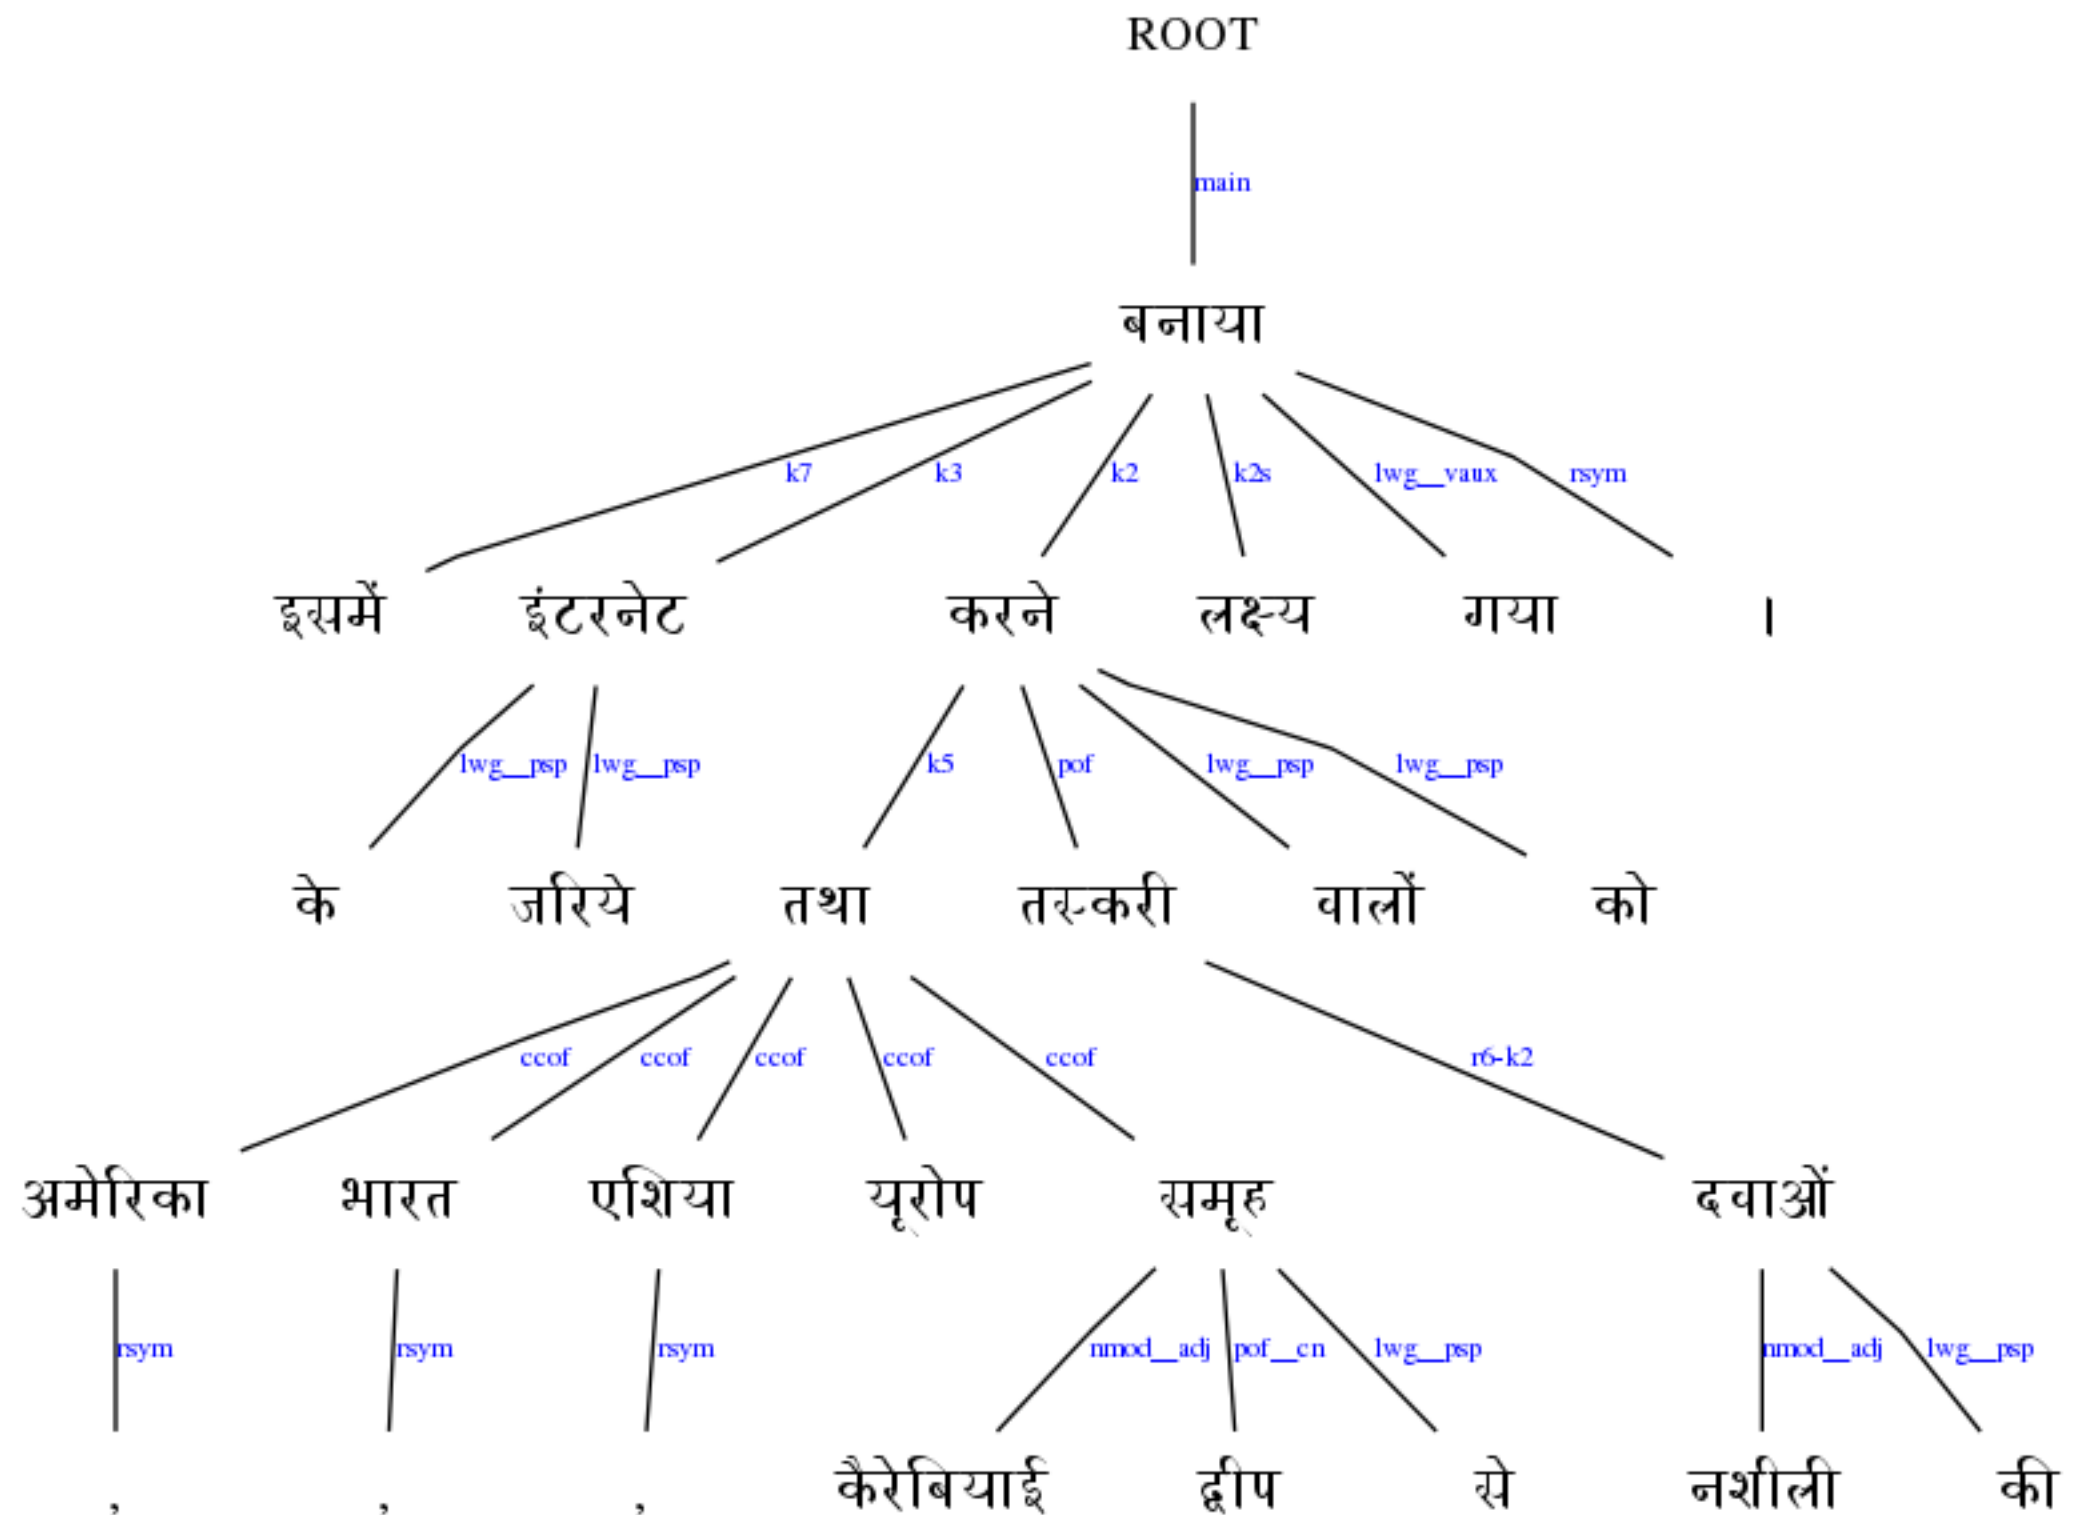 ROOT
main
बनाया
k7 k3 k2 k2s lwg__vaux rsym
इसमें इंटरनेट करने लक्ष्य गया ।
lwg__psp lwg__psp k5 pof lwg__psp lwg__psp
के जरिये तथा तस्करी वालों को
ccof ccof ccof ccof ccof r6-k2
अमेरिका भारत एशिया यूरोप समूह दवाओं
rsym rsym rsym nmod__adj pof__cn lwg__psp nmod__adj lwg__psp
, , , कैरेबियाई द्वीप से नशीली की